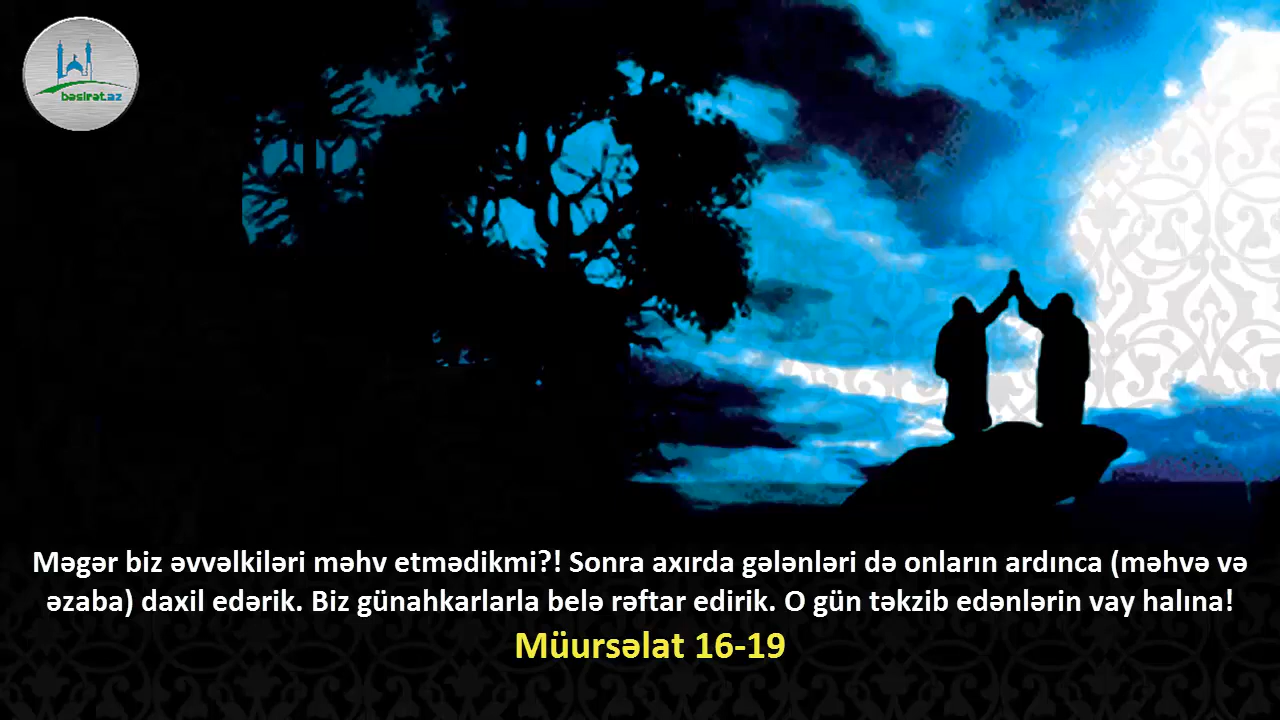 basirət.az
Məgər biz əvvəlkiləri məhv etmədikmi?! Sonra axırda gələnləri də onların ardınca (məhvə və
əzaba) daxil edərik. Biz günahkarlarla belə rəftar edirik. O gün təkzib edənlərin vay halına!
Müursəlat 16-19